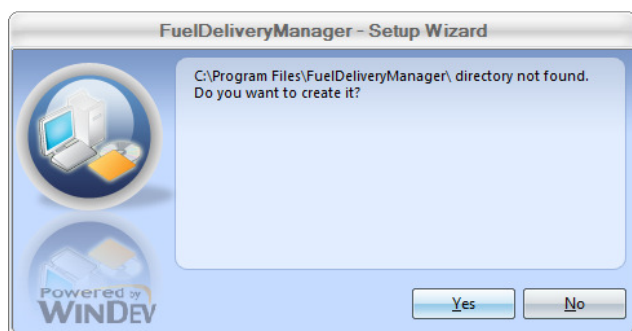 FuelDeliveryManager - Setup Wizard
C:\Program Files\FuelDeliveryManager\ directory not found.
Do you want to create it?
Powered by
WINDEV
Yes
No